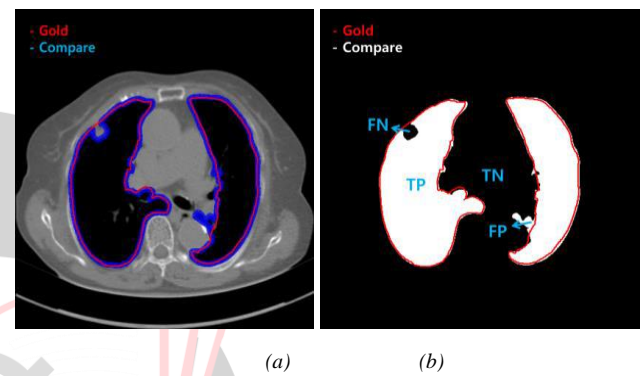 - Gold
- Compare
- Gold
- Compare
FN
TP
TN
FP
(a)
(b)